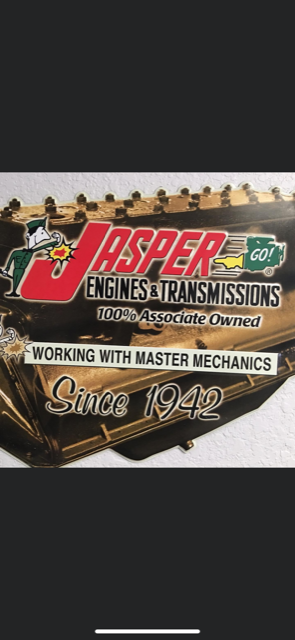 JASPER
GO!
®
ENGINES & TRANSMISSIONS
100% Associate Owned
WORKING WITH MASTER MECHANICS
Since 1942